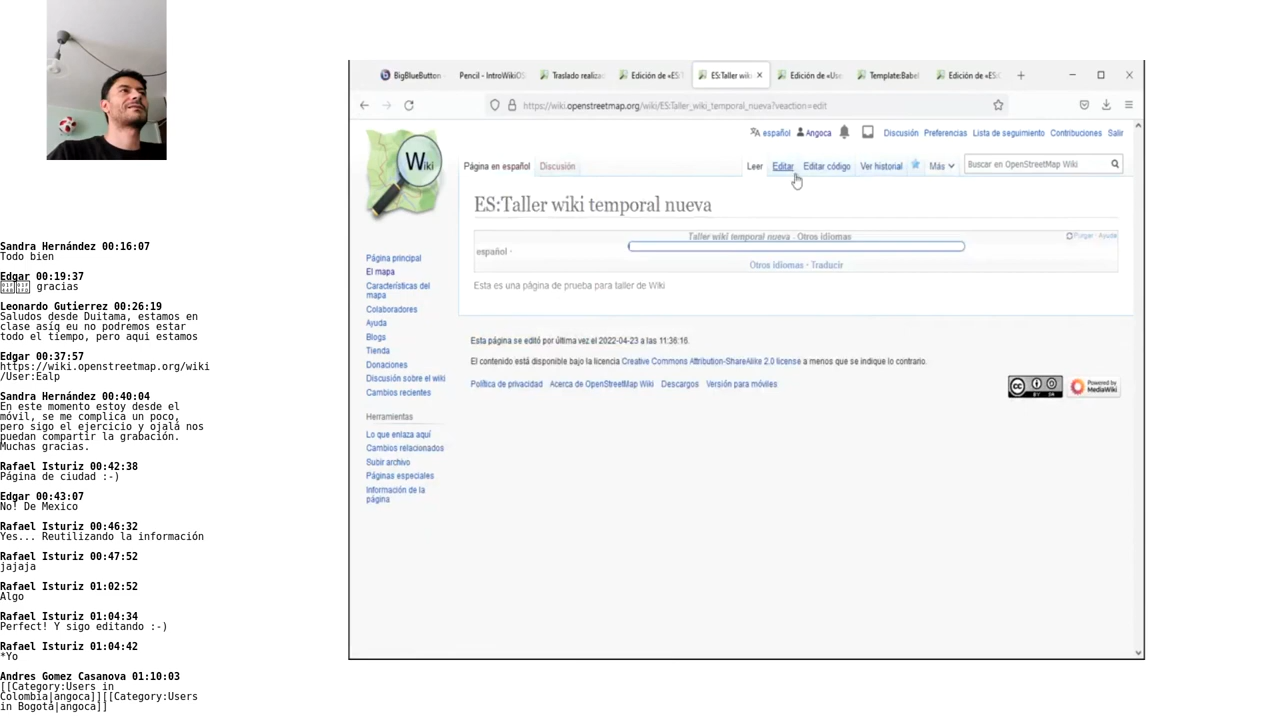 Sandra Hernández 00:16:07
Todo bien
Edgar 00:19:37
gracias
Leonardo Gutierrez 00:26:19
Saludos desde Duitama, estamos en
clase asig eu no podremos estar
todo el tiempo, pero aqui estamos
Edgar 00:37:57
https://wiki.openstreetmap.org/wiki
/User:Ealp
Sandra Hernández 00:40:04
En este momento estoy desde el
móvil, se me complica un poco,
pero sigo el ejercicio y ojalá nos
puedan compartir la grabación.
Muchas gracias.
Rafael Isturiz 00:42:38
Página de ciudad :-)
Edgar 00:43:07
No! De Mexico
Rafael Isturiz 00:46:32
Yes... Reutilizando la información
Rafael Isturiz 00:47:52
jajaja
Rafael Isturiz 01:02:52
Algo
Rafael Isturiz 01:04:34
Perfect! Y sigo editando :-)
Rafael Isturiz 01:04:42
*Yo
Andres Gomez Casanova 01:10:03
[[Category:Users in
Colombia|angoca]][[Category:Users
in Bogotá|angoca]]
BigBlueButton Pencil - IntroWikiOS Traslado realizad Edición de «ES:T ES:Taller wiki Edición de «Use Template:Babel Edición de «ES:C
https://wiki.openstreetmap.org/wiki/ES:Taller_wiki_temporal_nueva?veaction=edit
español Angoca Discusión Preferencias Lista de seguimiento Contribuciones Salir
Wiki
Página en español Discusión Leer Editar Editar código Ver historial Más Buscar en OpenStreetMap Wiki
ES:Taller wiki temporal nueva
Taller wiki temporal nueva - Otros idiomas
Purgar · Ayuda
español ·
Otros idiomas · Traducir
Esta es una página de prueba para taller de Wiki
Página principal
El mapa
Características del
mapa
Colaboradores
Ayuda
Blogs
Tienda
Donaciones
Discusión sobre el wiki
Cambios recientes
Herramientas
Lo que enlaza aquí
Cambios relacionados
Subir archivo
Páginas especiales
Información de la
página
Esta página se editó por última vez el 2022-04-23 a las 11:36:16.
El contenido está disponible bajo la licencia Creative Commons Attribution-ShareAlike 2.0 license a menos que se indique lo contrario.
Política de privacidad Acerca de OpenStreetMap Wiki Descargos Versión para móviles
CC BY SA
Powered by
MediaWiki